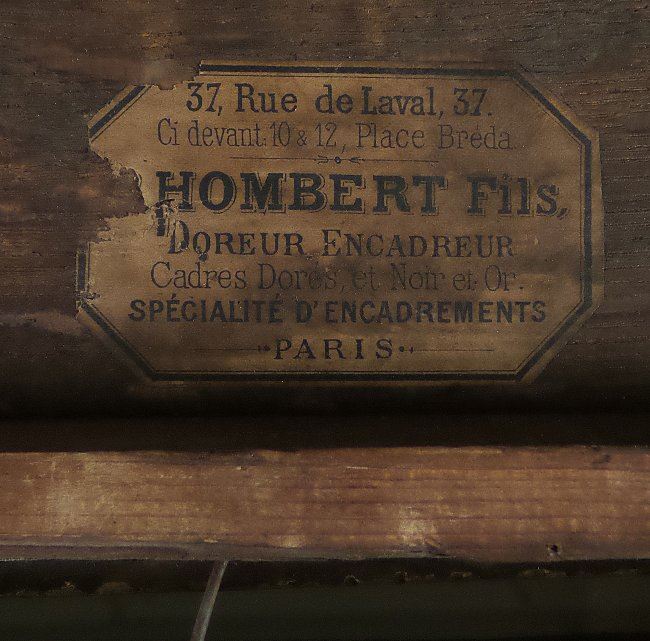 37, Rue de Laval, 37.
Ci devant: 10 & 12, Place Bréda
HOMBERT Fils,
DOREUR ENCADREUR
Cadres Dorés, et Noir et Or.
SPÉCIALITÉ D'ENCADREMENTS
PARIS